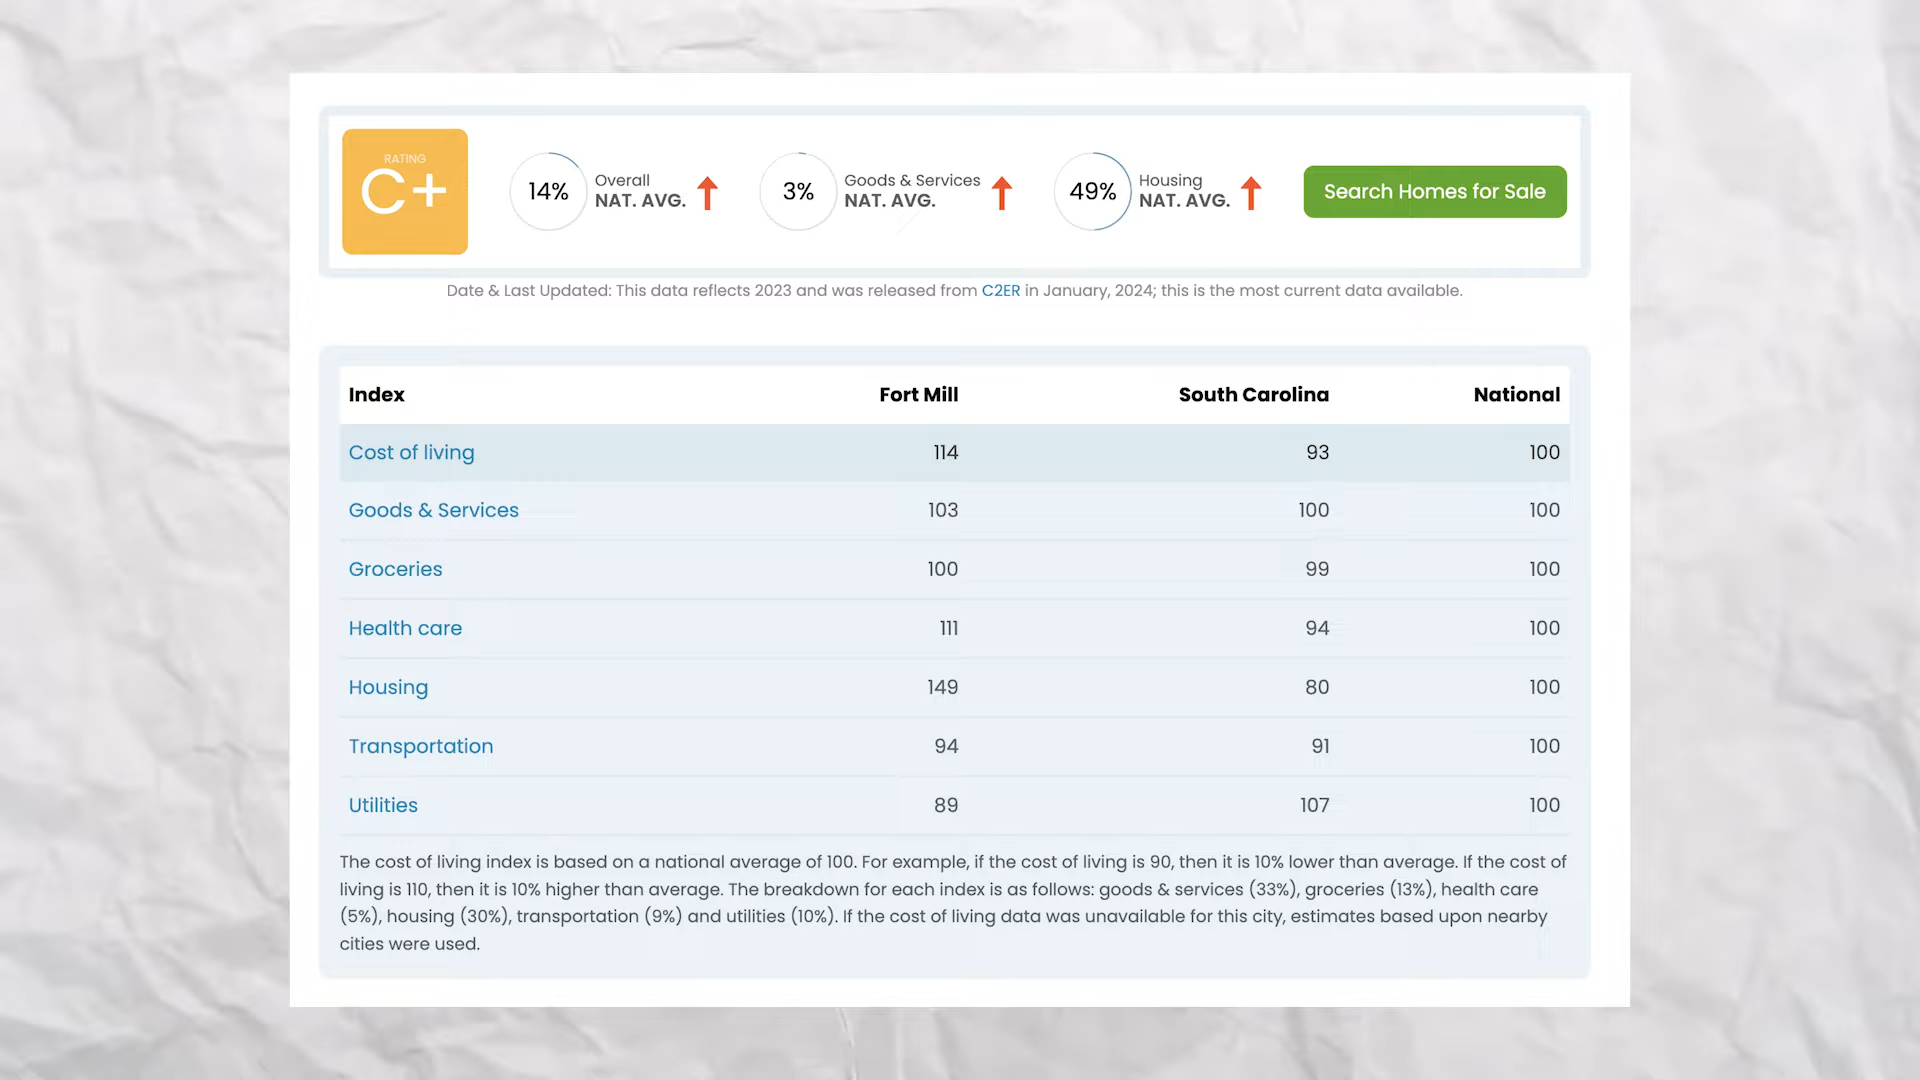 RATING
C+
14%
Overall
NAT. AVG.
3%
Goods & Services
NAT. AVG.
49%
Housing
NAT. AVG.
Search Homes for Sale
Date & Last Updated: This data reflects 2023 and was released from C2ER in January, 2024; this is the most current data available.
Index Fort Mill South Carolina National
Cost of living 114 93 100
Goods & Services 103 100 100
Groceries 100 99 100
Health care 111 94 100
Housing 149 80 100
Transportation 94 91 100
Utilities 89 107 100
The cost of living index is based on a national average of 100. For example, if the cost of living is 90, then it is 10% lower than average. If the cost of
living is 110, then it is 10% higher than average. The breakdown for each index is as follows: goods & services (33%), groceries (13%), health care
(5%), housing (30%), transportation (9%) and utilities (10%). If the cost of living data was unavailable for this city, estimates based upon nearby
cities were used.